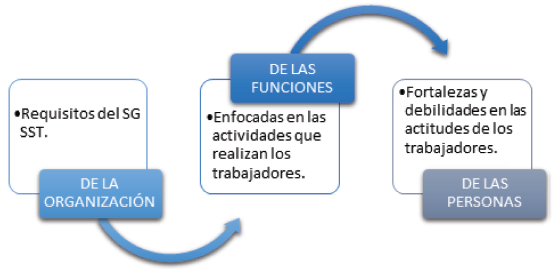 •Requisitos del SG
SST.
DE LA
ORGANIZACIÓN
DE LAS
FUNCIONES
•Enfocadas en las
actividades que
realizan los
trabajadores.
•Fortalezas y
debilidades en las
actitudes de los
trabajadores.
DE LAS
PERSONAS